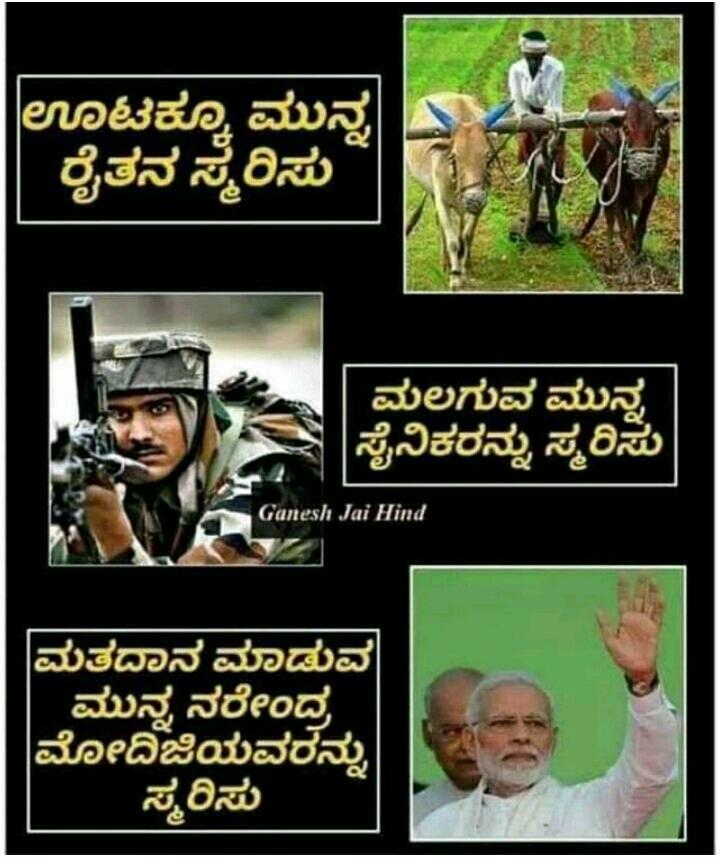 ಊಟಕ್ಕೂ ಮುನ್ನ
ರೈತನ ಸ್ಮರಿಸು
ಮಲಗುವ ಮುನ್ನ
ಸೈನಿಕರನ್ನು ಸ್ಮರಿಸು
Ganesh Jai Hind
ಮತದಾನ ಮಾಡುವ
ಮುನ್ನ ನರೇಂದ್ರ
ಮೋದಿಜಿಯವರನ್ನು
ಸ್ಮರಿಸು